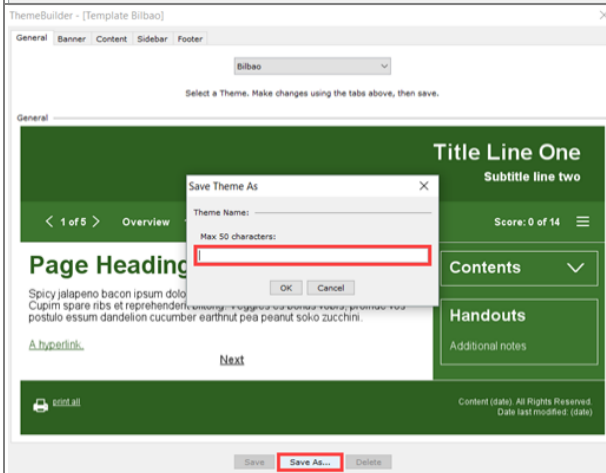 ThemeBuilder - [Template Bilbao]
General Banner Content Sidebar Footer
Bilbao
Select a Theme. Make changes using the tabs above, then save.
General
Title Line One
Subtitle line two
Save Theme As
Theme Name:
Max 50 characters:
OK Cancel
< 1 of 5 > Overview
Score: 0 of 14
Page Heading
Spicy jalapeno bacon ipsum dolo
Cupim spare ribs et reprehenderit biltong. Veggies es bonus vobis, proinde vos
postulo essum dandelion cucumber earthnut pea peanut soko zucchini.
A hyperlink.
Next
Contents
Handouts
Additional notes
print all
Content (date). All Rights Reserved.
Date last modified: (date)
Save Save As... Delete